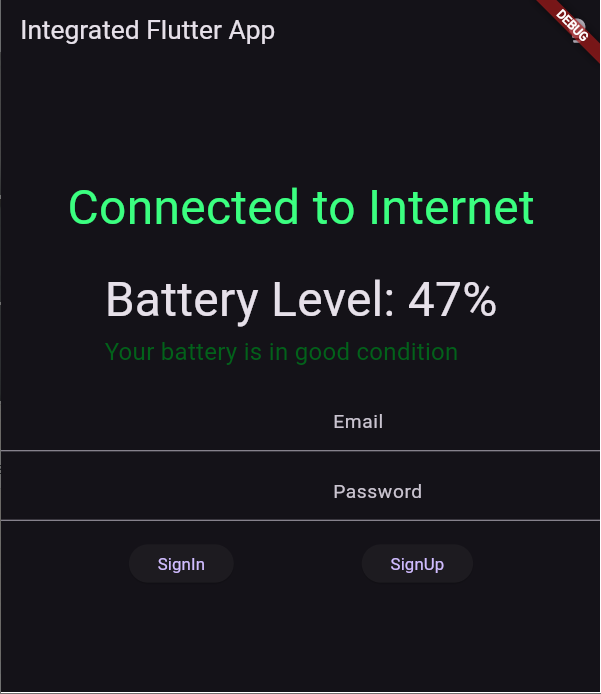 Integrated Flutter App
DEBUG
Connected to Internet
Battery Level: 47%
Your battery is in good condition
Email
Password
SignIn
SignUp